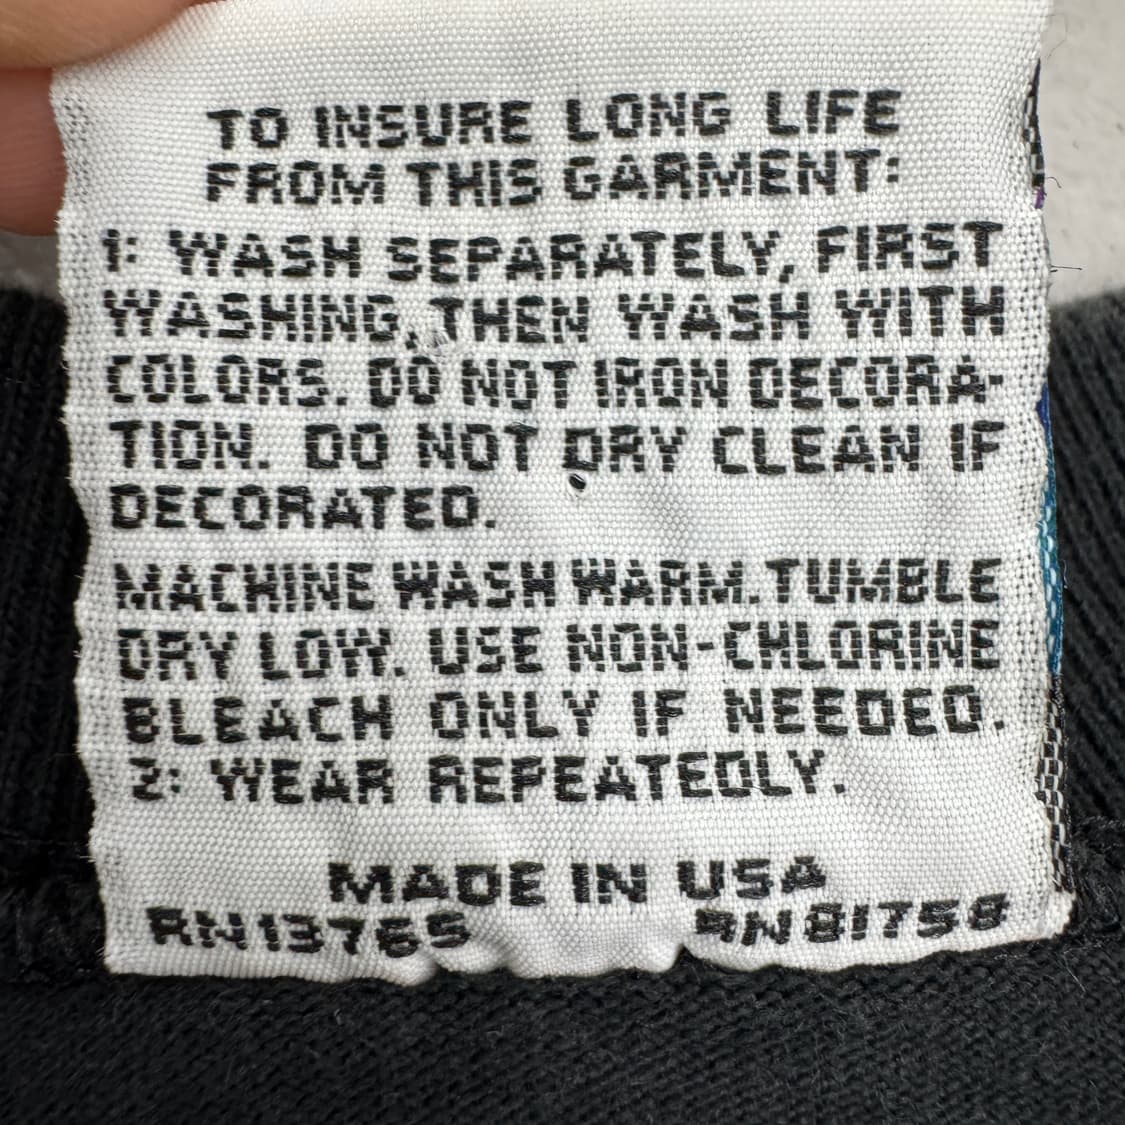 TO INSURE LONG LIFE
FROM THIS GARMENT:
1: WASH SEPARATELY, FIRST
WASHING, THEN WASH WITH
COLORS. DO NOT IRON DECORA-
TION. DO NOT DRY CLEAN IF
DECORATED.
MACHINE WASH WARM. TUMBLE
DRY LOW. USE NON-CHLORINE
BLEACH ONLY IF NEEDED.
2: WEAR REPEATEDLY.
MADE IN USA
RN13765 RN81758